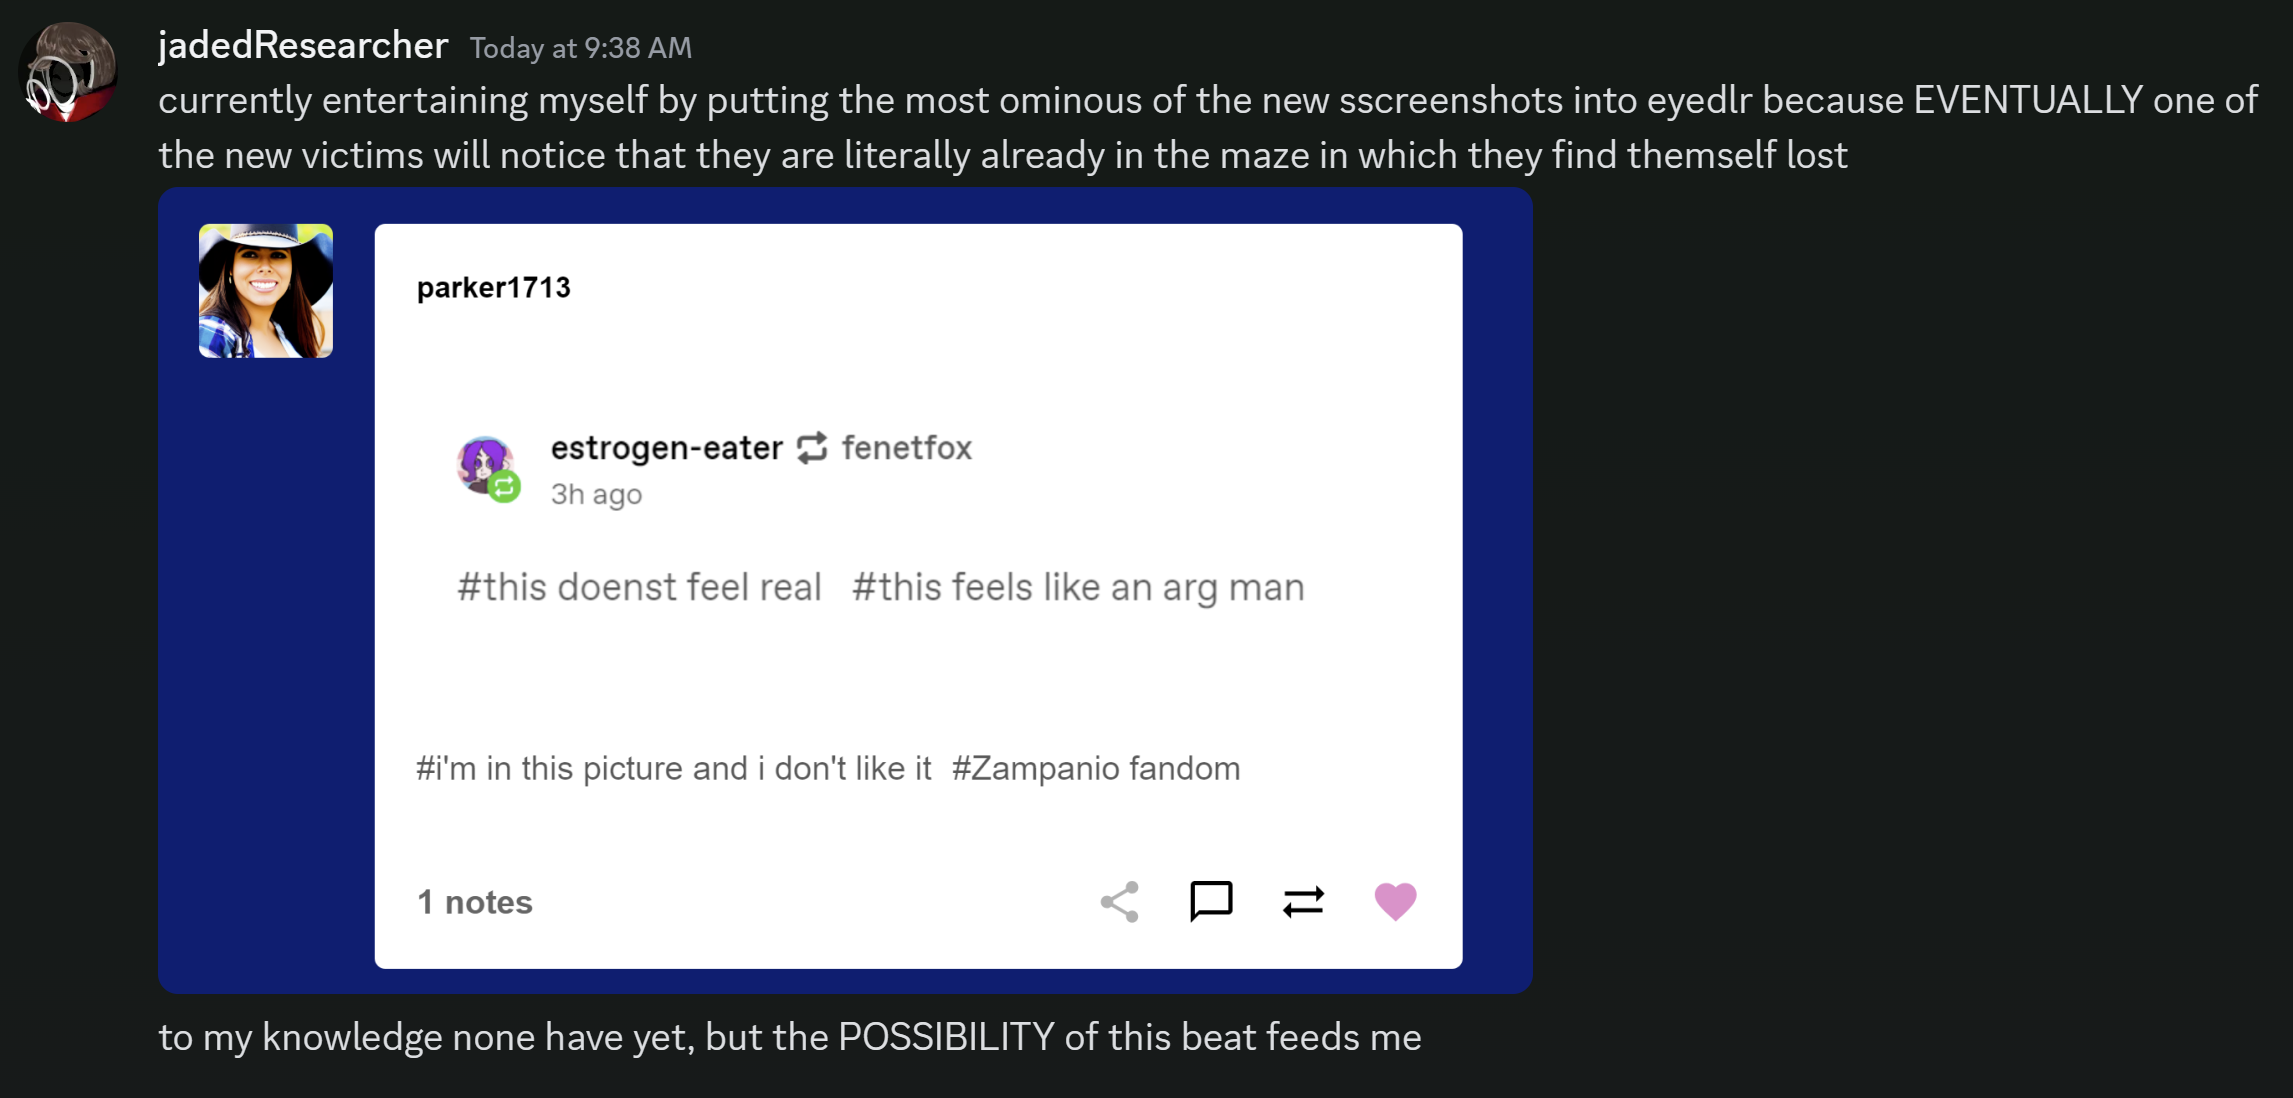 jadedResearcher Today at 9:38 AM
currently entertaining myself by putting the most ominous of the new sscreenshots into eyedlr because EVENTUALLY one of
the new victims will notice that they are literally already in the maze in which they find themself lost
parker1713
estrogen-eater fenetfox
3h ago
#this doenst feel real #this feels like an arg man
#i'm in this picture and i don't like it #Zampanio fandom
1 notes
to my knowledge none have yet, but the POSSIBILITY of this beat feeds me